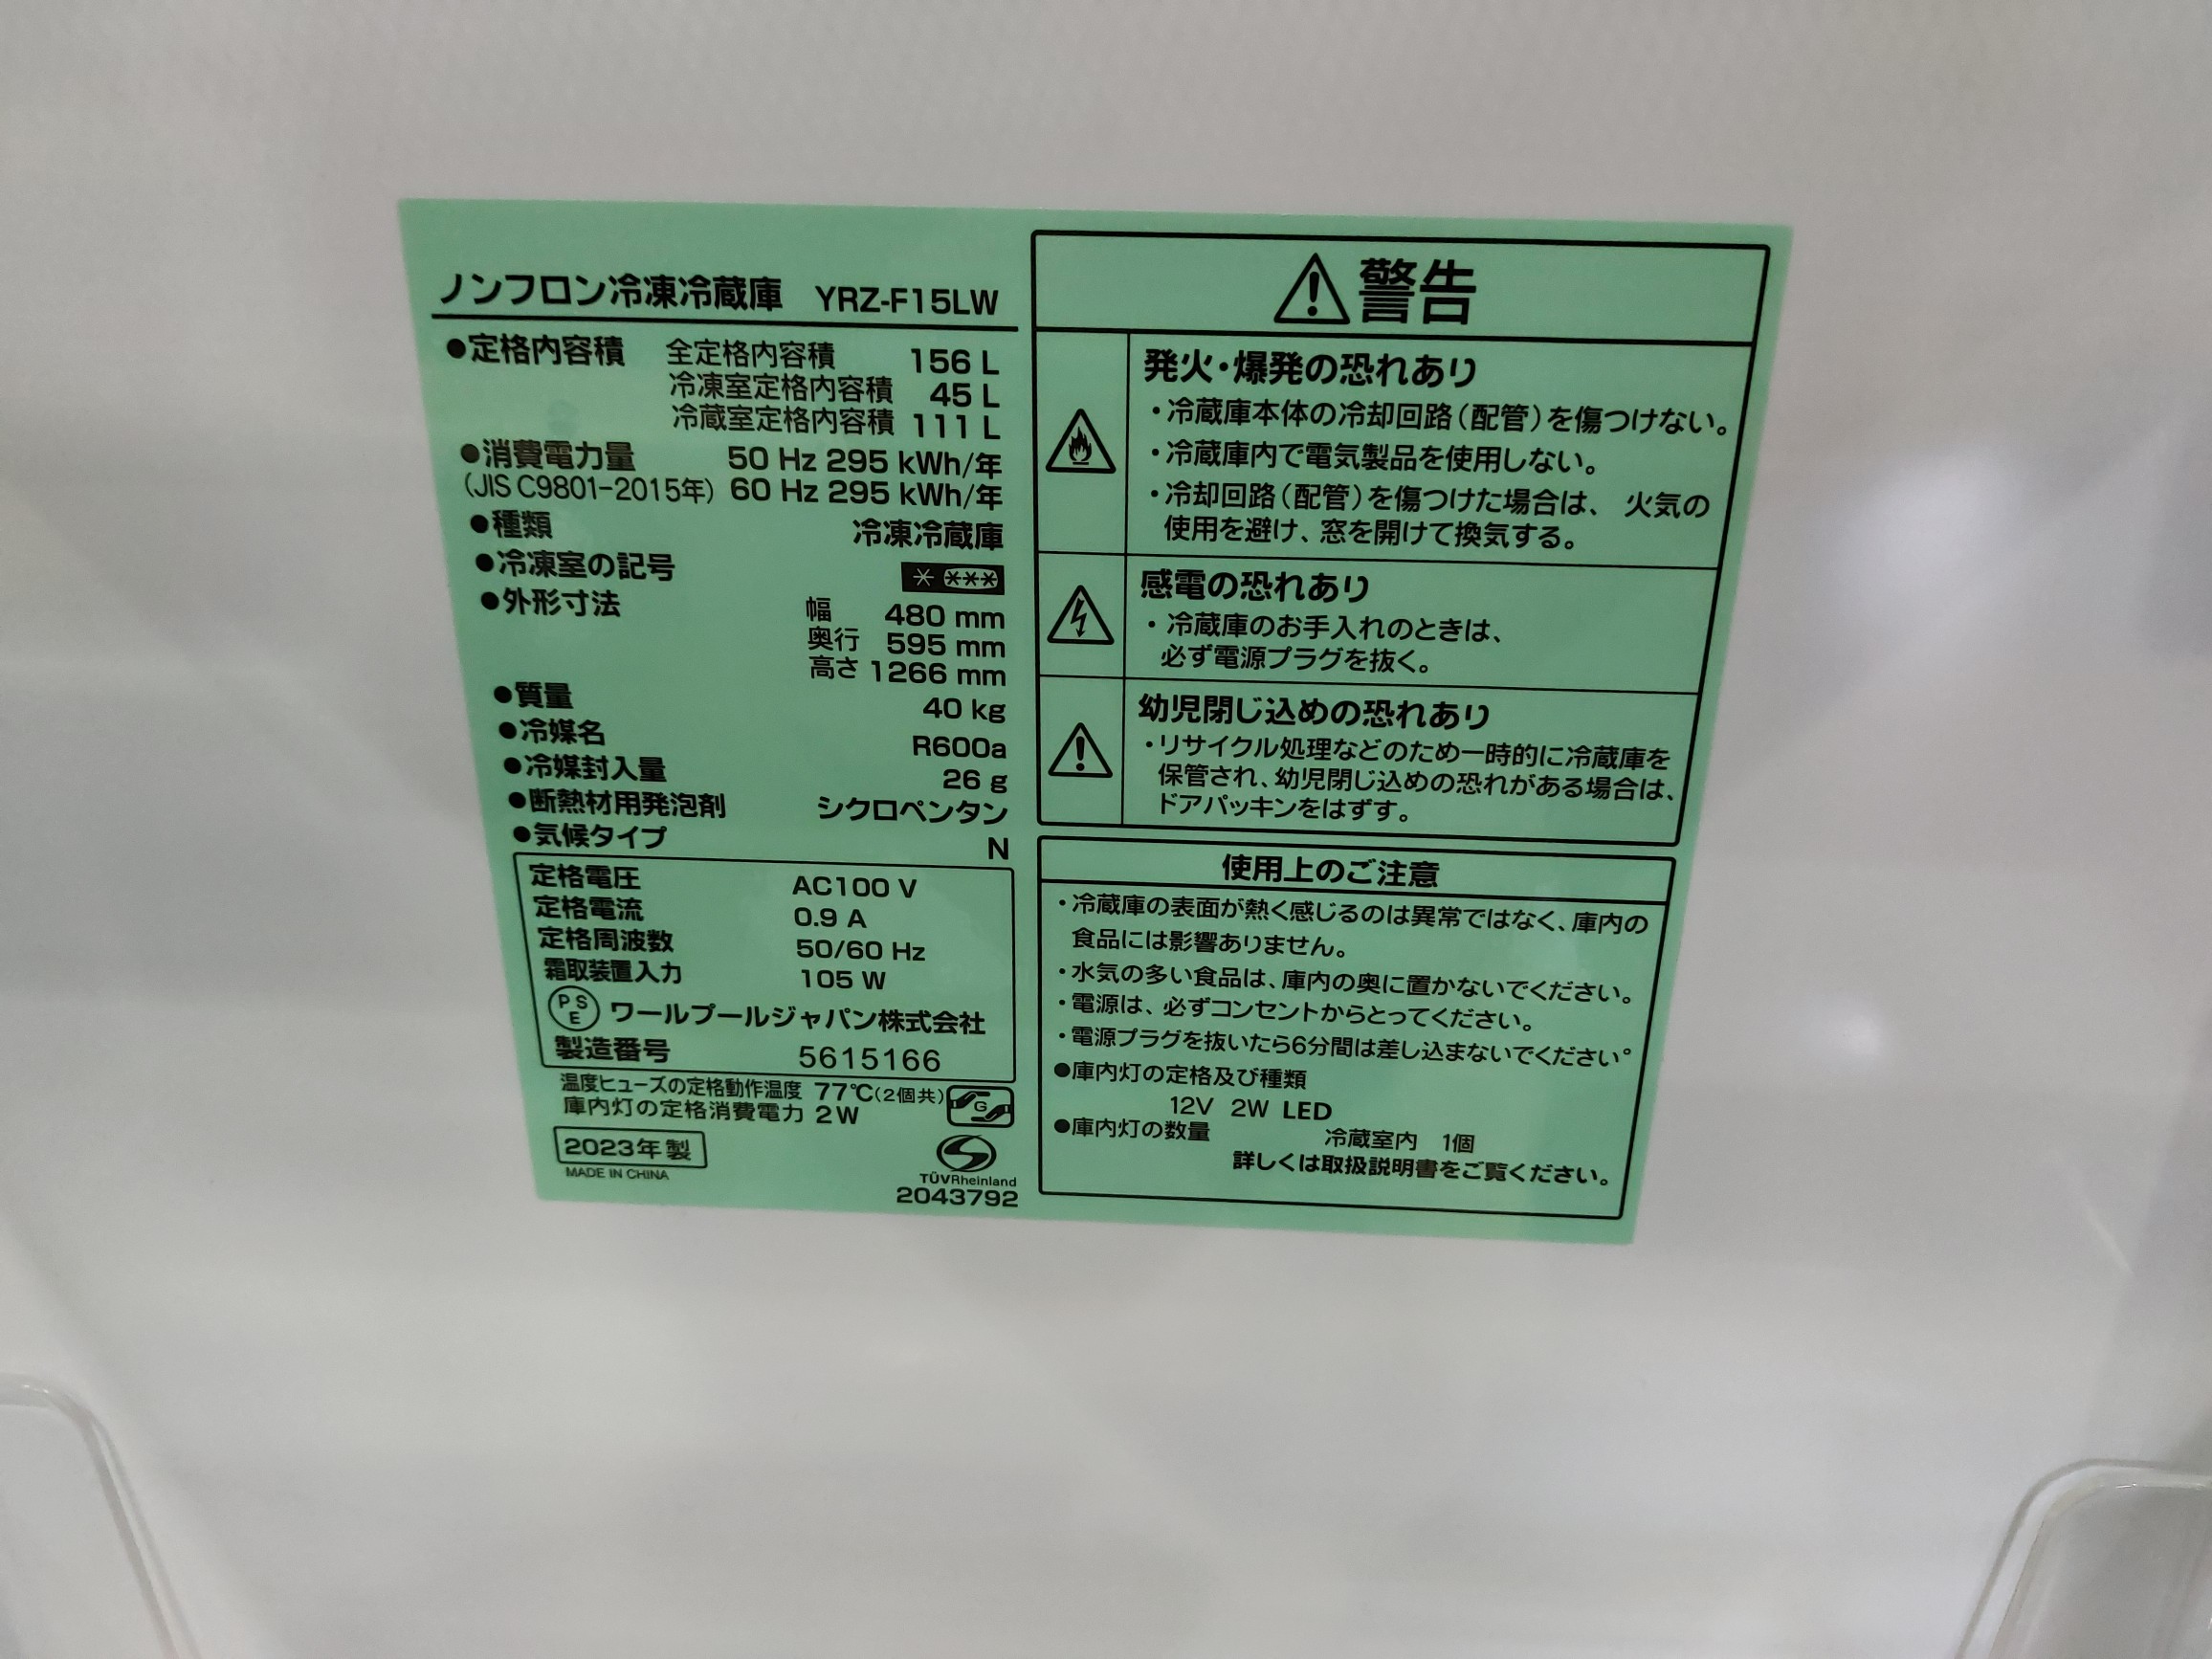 ノンフロン冷凍冷蔵庫 YRZ-F15LW
●定格内容積 全定格内容積 156 L
冷凍室定格内容積 45 L
冷蔵室定格内容積 111 L
●消費電力量 50 Hz 295 kWh/年
(JIS C9801-2015年) 60 Hz 295 kWh/年
●種類 冷凍冷蔵庫
●冷凍室の記号 * ***
●外形寸法 幅 480 mm
奥行 595 mm
高さ 1266 mm
●質量 40 kg
●冷媒名 R600a
●冷媒封入量 26 g
●断熱材用発泡剤 シクロペンタン
●気候タイプ N
定格電圧 AC100 V
定格電流 0.9 A
定格周波数 50/60 Hz
霜取装置入力 105 W
PSE ワールプールジャパン株式会社
製造番号 5615166
温度ヒューズの定格動作温度 77℃(2個共)
庫内灯の定格消費電力 2W
G
2023年製
MADE IN CHINA
TÜVRheinland
2043792
警告
発火・爆発の恐れあり
・冷蔵庫本体の冷却回路(配管)を傷つけない。
・冷蔵庫内で電気製品を使用しない。
・冷却回路(配管)を傷つけた場合は、火気の
使用を避け、窓を開けて換気する。
感電の恐れあり
・冷蔵庫のお手入れのときは、
必ず電源プラグを抜く。
幼児閉じ込めの恐れあり
・リサイクル処理などのため一時的に冷蔵庫を
保管され、幼児閉じ込めの恐れがある場合は、
ドアパッキンをはずす。
使用上のご注意
・冷蔵庫の表面が熱く感じるのは異常ではなく、庫内の
食品には影響ありません。
・水気の多い食品は、庫内の奥に置かないでください。
・電源は、必ずコンセントからとってください。
・電源プラグを抜いたら6分間は差し込まないでください。
●庫内灯の定格及び種類
12V 2W LED
●庫内灯の数量 冷蔵室内 1個
詳しくは取扱説明書をご覧ください。